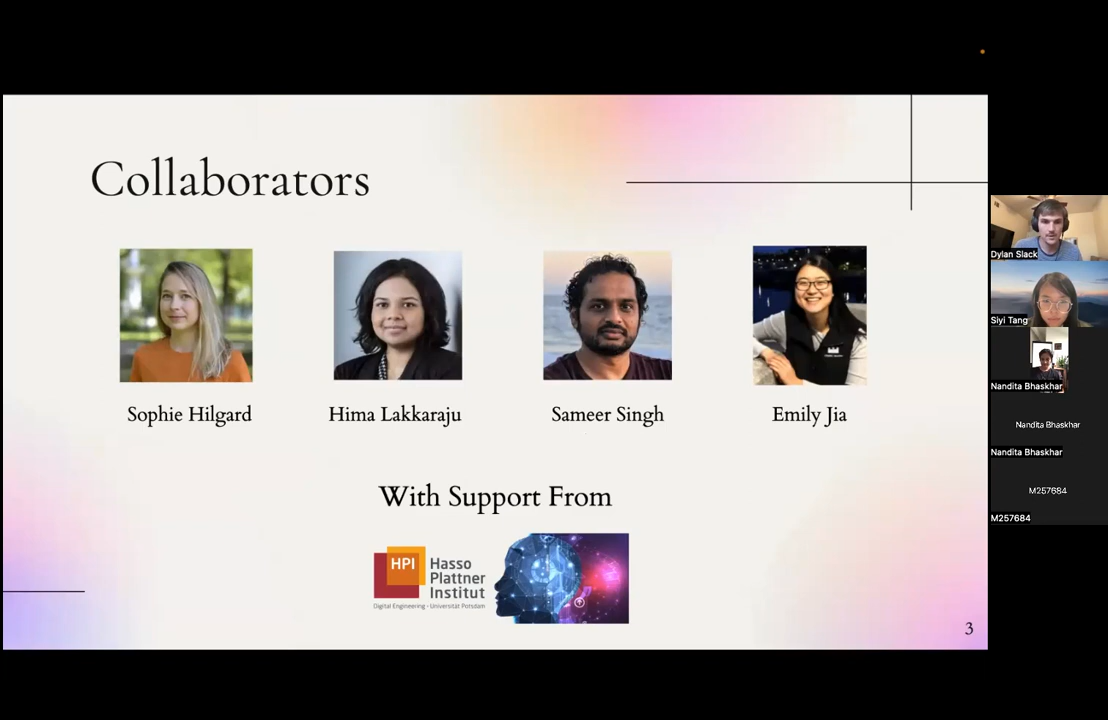 Collaborators
Sophie Hilgard
Hima Lakkaraju
Sameer Singh
Emily Jia
With Support From
HPI
Hasso
Plattner
Institut
Digital Engineering · Universität Potsdam
3
Dylan Slack
Siyi Tang
Nandita Bhaskhar
Nandita Bhaskhar
Nandita Bhaskhar
M257684
M257684